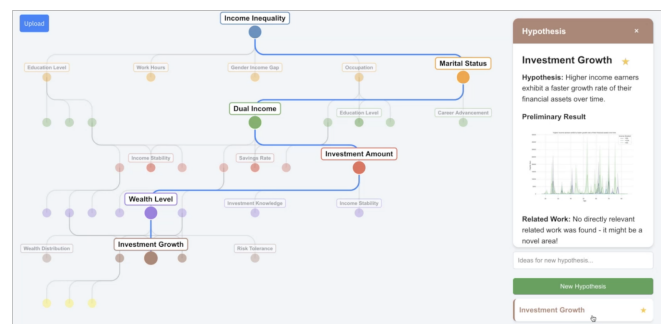 Upload
Income Inequality
Education Level
Work Hours
Gender Income Gap
Occupation
Marital Status
Dual Income
Education Level
Career Advancement
Income Stability
Savings Rate
Investment Amount
Wealth Level
Investment Knowledge
Income Stability
Wealth Distribution
Investment Growth
Risk Tolerance
Hypothesis ×
Investment Growth
Hypothesis: Higher income earners
exhibit a faster growth rate of their
financial assets over time.
Preliminary Result
Related Work: No directly relevant
related work was found - it might be a
novel area!
Ideas for new hypothesis...
New Hypothesis
Investment Growth